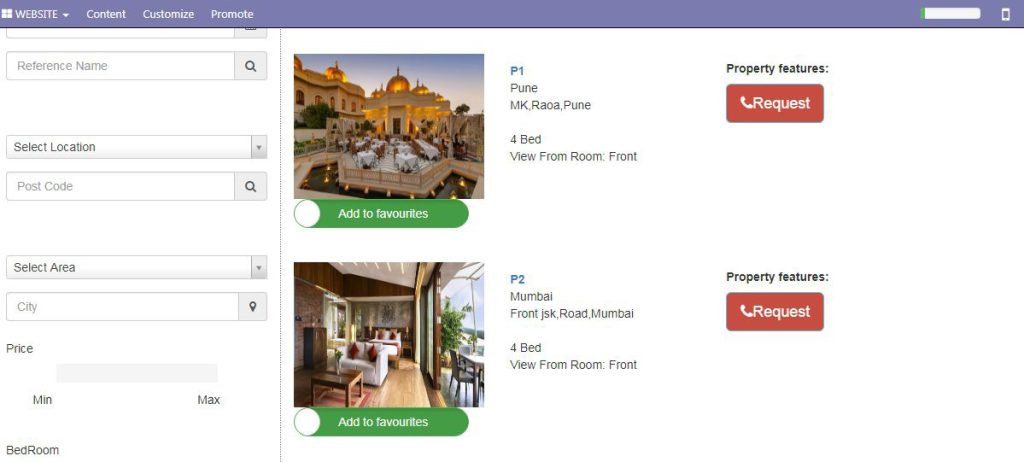 WEBSITE Content Customize Promote
Reference Name
Select Location
Post Code
Select Area
City
Price
Min Max
BedRoom
P1
Pune
MK,Raoa,Pune
4 Bed
View From Room: Front
Property features:
Request
Add to favourites
P2
Mumbai
Front jsk,Road,Mumbai
4 Bed
View From Room: Front
Property features:
Request
Add to favourites